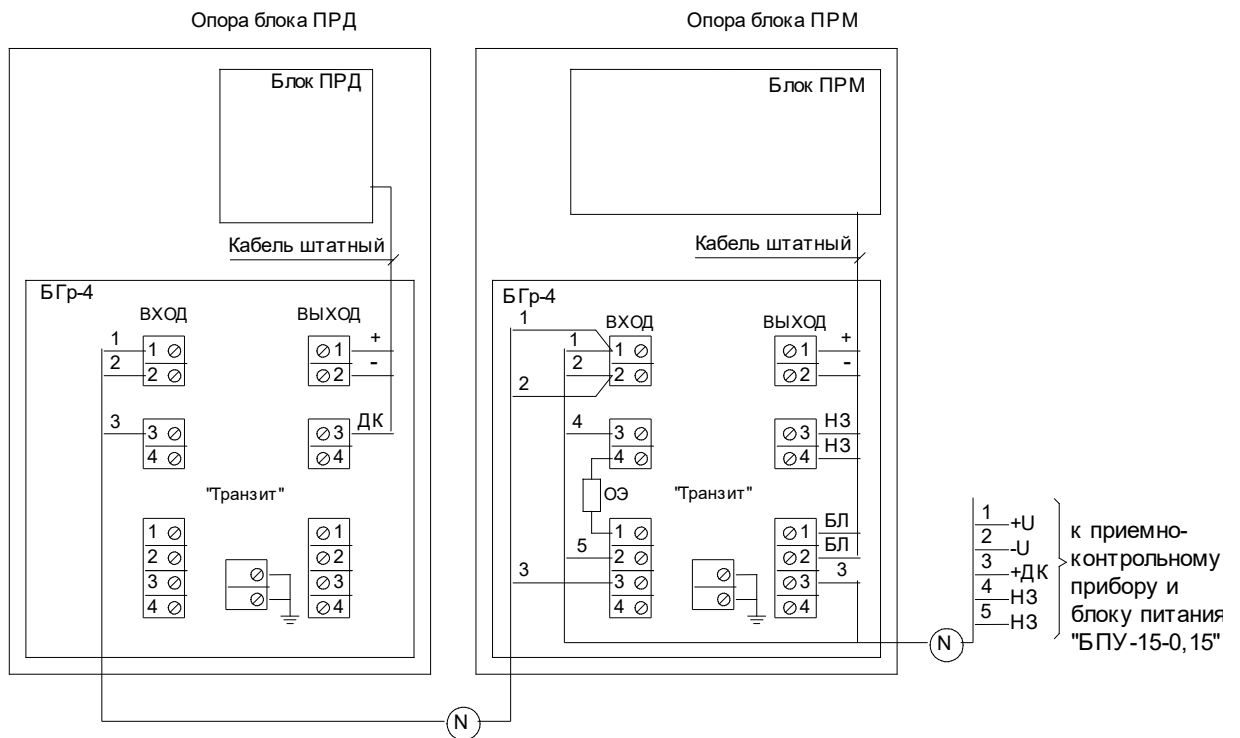 Опора блока ПРД
Опора блока ПРМ
Блок ПРД
Кабель штатный
БГр-4
ВХОД
ВЫХОД
1
1
1
+
2
2
2
-
3
3
3
ДК
4
4
"Транзит"
1
1
2
2
3
3
4
4
Блок ПРМ
Кабель штатный
БГр-4
1
ВХОД
ВЫХОД
1
1
1
+
2
2
2
-
2
4
3
3
НЗ
4
4
НЗ
ОЭ
"Транзит"
1
1
БЛ
5
2
2
БЛ
3
3
3
3
4
4
N
N
1
+U
2
-U
3
+ДК
4
НЗ
5
НЗ
к приемно-
контрольному
прибору и
блоку питания
"БПУ-15-0,15"